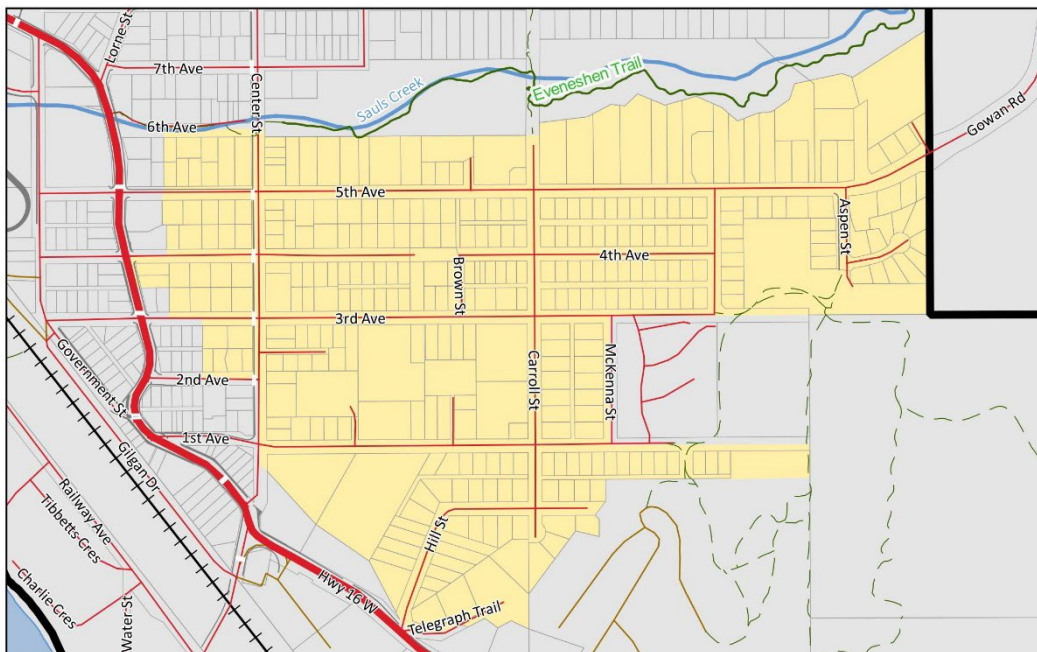 Lorne St
7th Ave
Center St
Sauls Creek
Eveneshen Trail
6th Ave
Gowan Rd
5th Ave
Aspen St
4th Ave
Brown St
3rd Ave
Government St
2nd Ave
Carroll St
McKenna St
1st Ave
Gilgan Dr
Railway Ave
Tibbetts Cres
Hill St
Hwy 16 W
Charlie Cres
Water St
Telegraph Trail